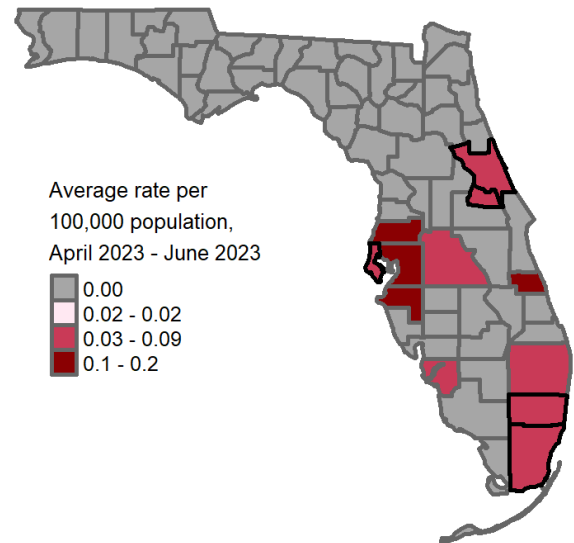 Average rate per
100,000 population,
April 2023 - June 2023
0.00
0.02 - 0.02
0.03 - 0.09
0.1 - 0.2